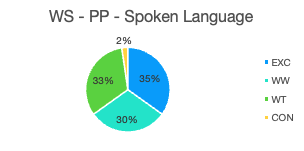 WS - PP - Spoken Language
2%
EXC
35%
33%
WW
WT
30%
CON